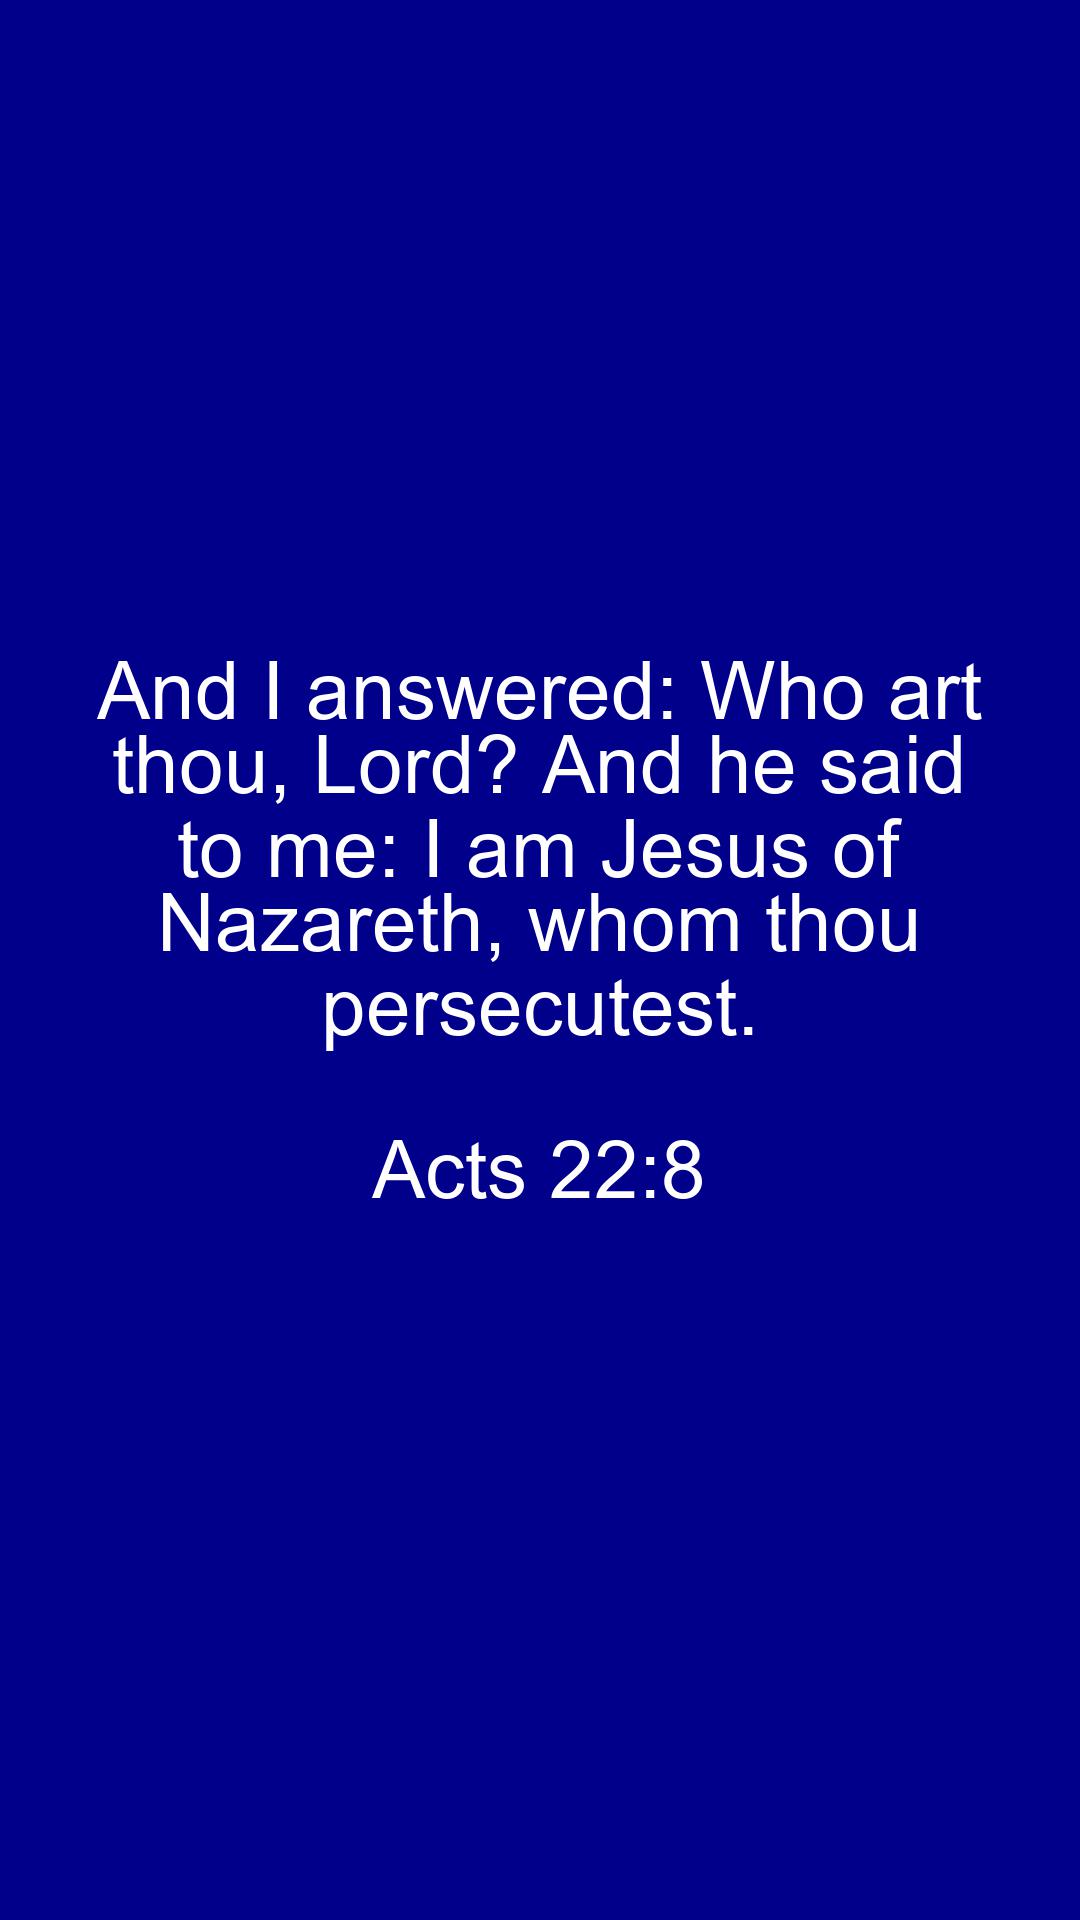 And I answered: Who art
thou, Lord? And he said
to me: I am Jesus of
Nazareth, whom thou
persecutest.
Acts 22:8